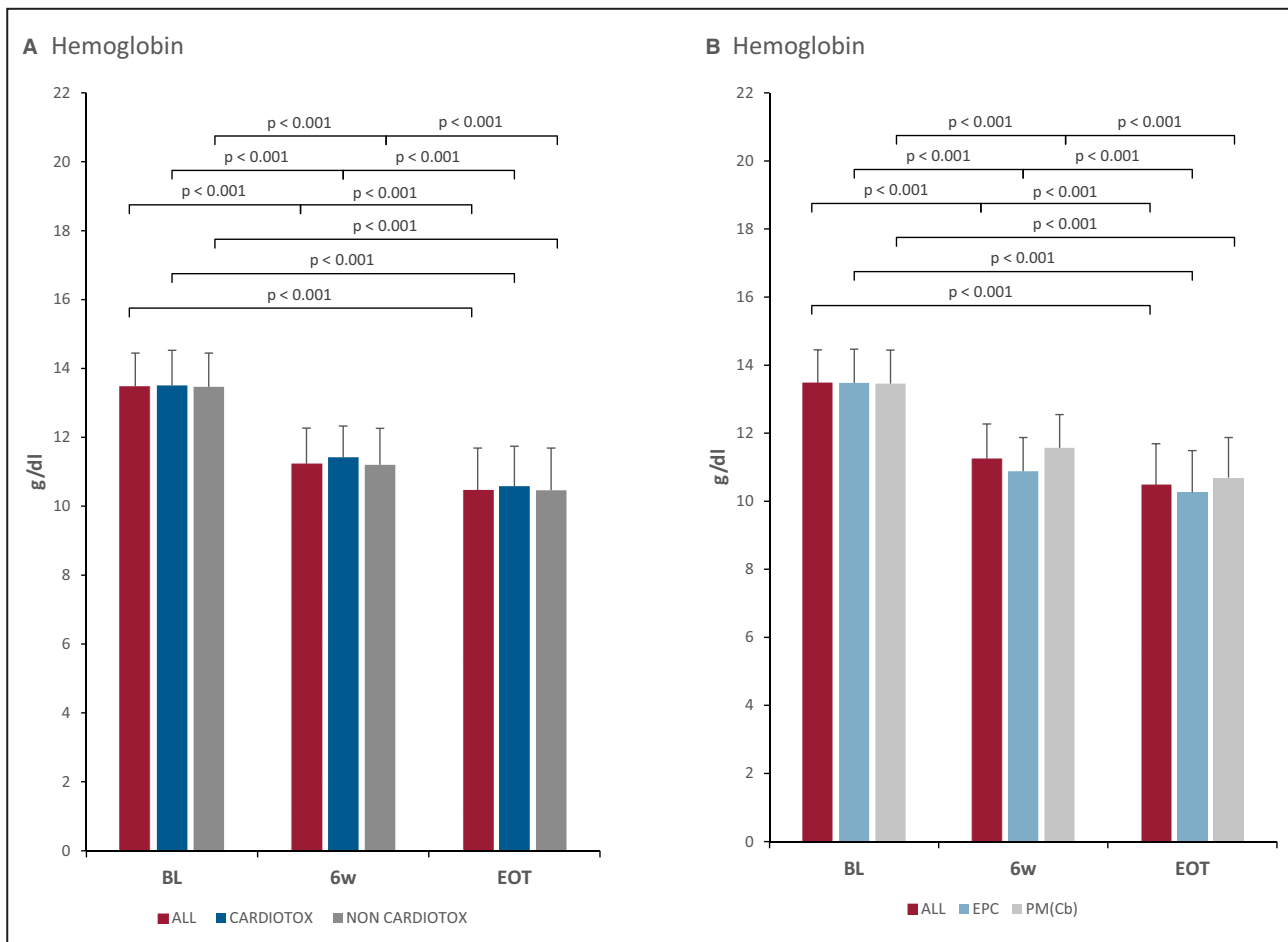 A Hemoglobin
22
20
18
16
14
12
10
8
6
4
2
0
g/dl
p < 0.001
p < 0.001
p < 0.001
p < 0.001
p < 0.001
p < 0.001
p < 0.001
p < 0.001
p < 0.001
BL
6w
EOT
ALL
CARDIOTOX
NON CARDIOTOX
B Hemoglobin
22
20
18
16
14
12
10
8
6
4
2
0
g/dl
p < 0.001
p < 0.001
p < 0.001
p < 0.001
p < 0.001
p < 0.001
p < 0.001
p < 0.001
p < 0.001
BL
6w
EOT
ALL
EPC
PM(Cb)